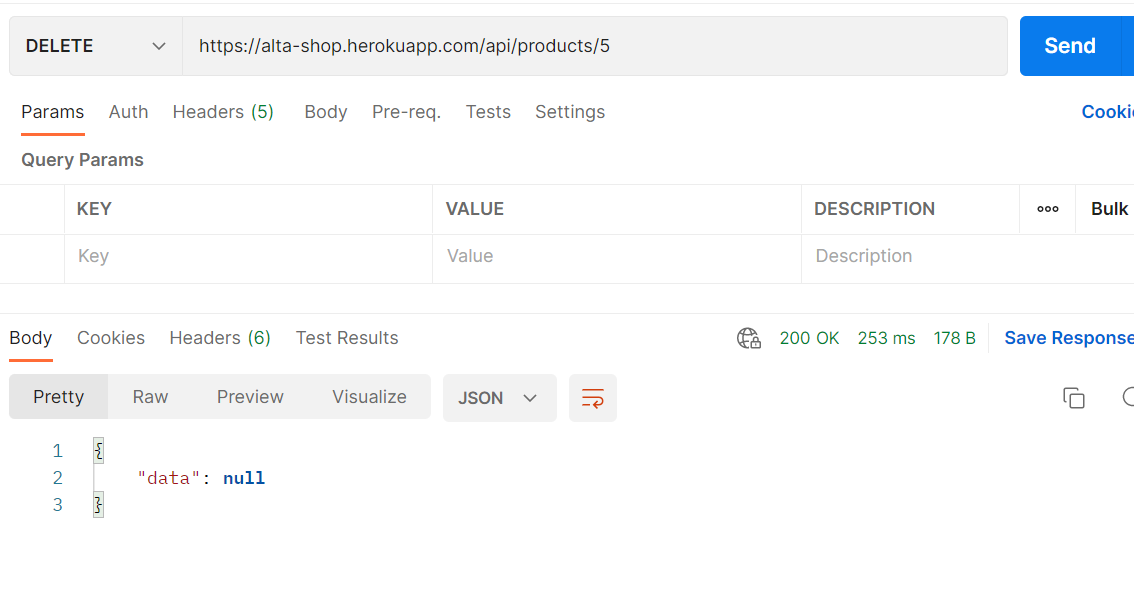 DELETE https://alta-shop.herokuapp.com/api/products/5 Send
Params Auth Headers (5) Body Pre-req. Tests Settings
Query Params
KEY VALUE DESCRIPTION ooo Bulk
Key Value Description
Body Cookies Headers (6) Test Results 200 OK 253 ms 178 B Save Response
Pretty Raw Preview Visualize JSON
1 {
2 "data": null
3 }